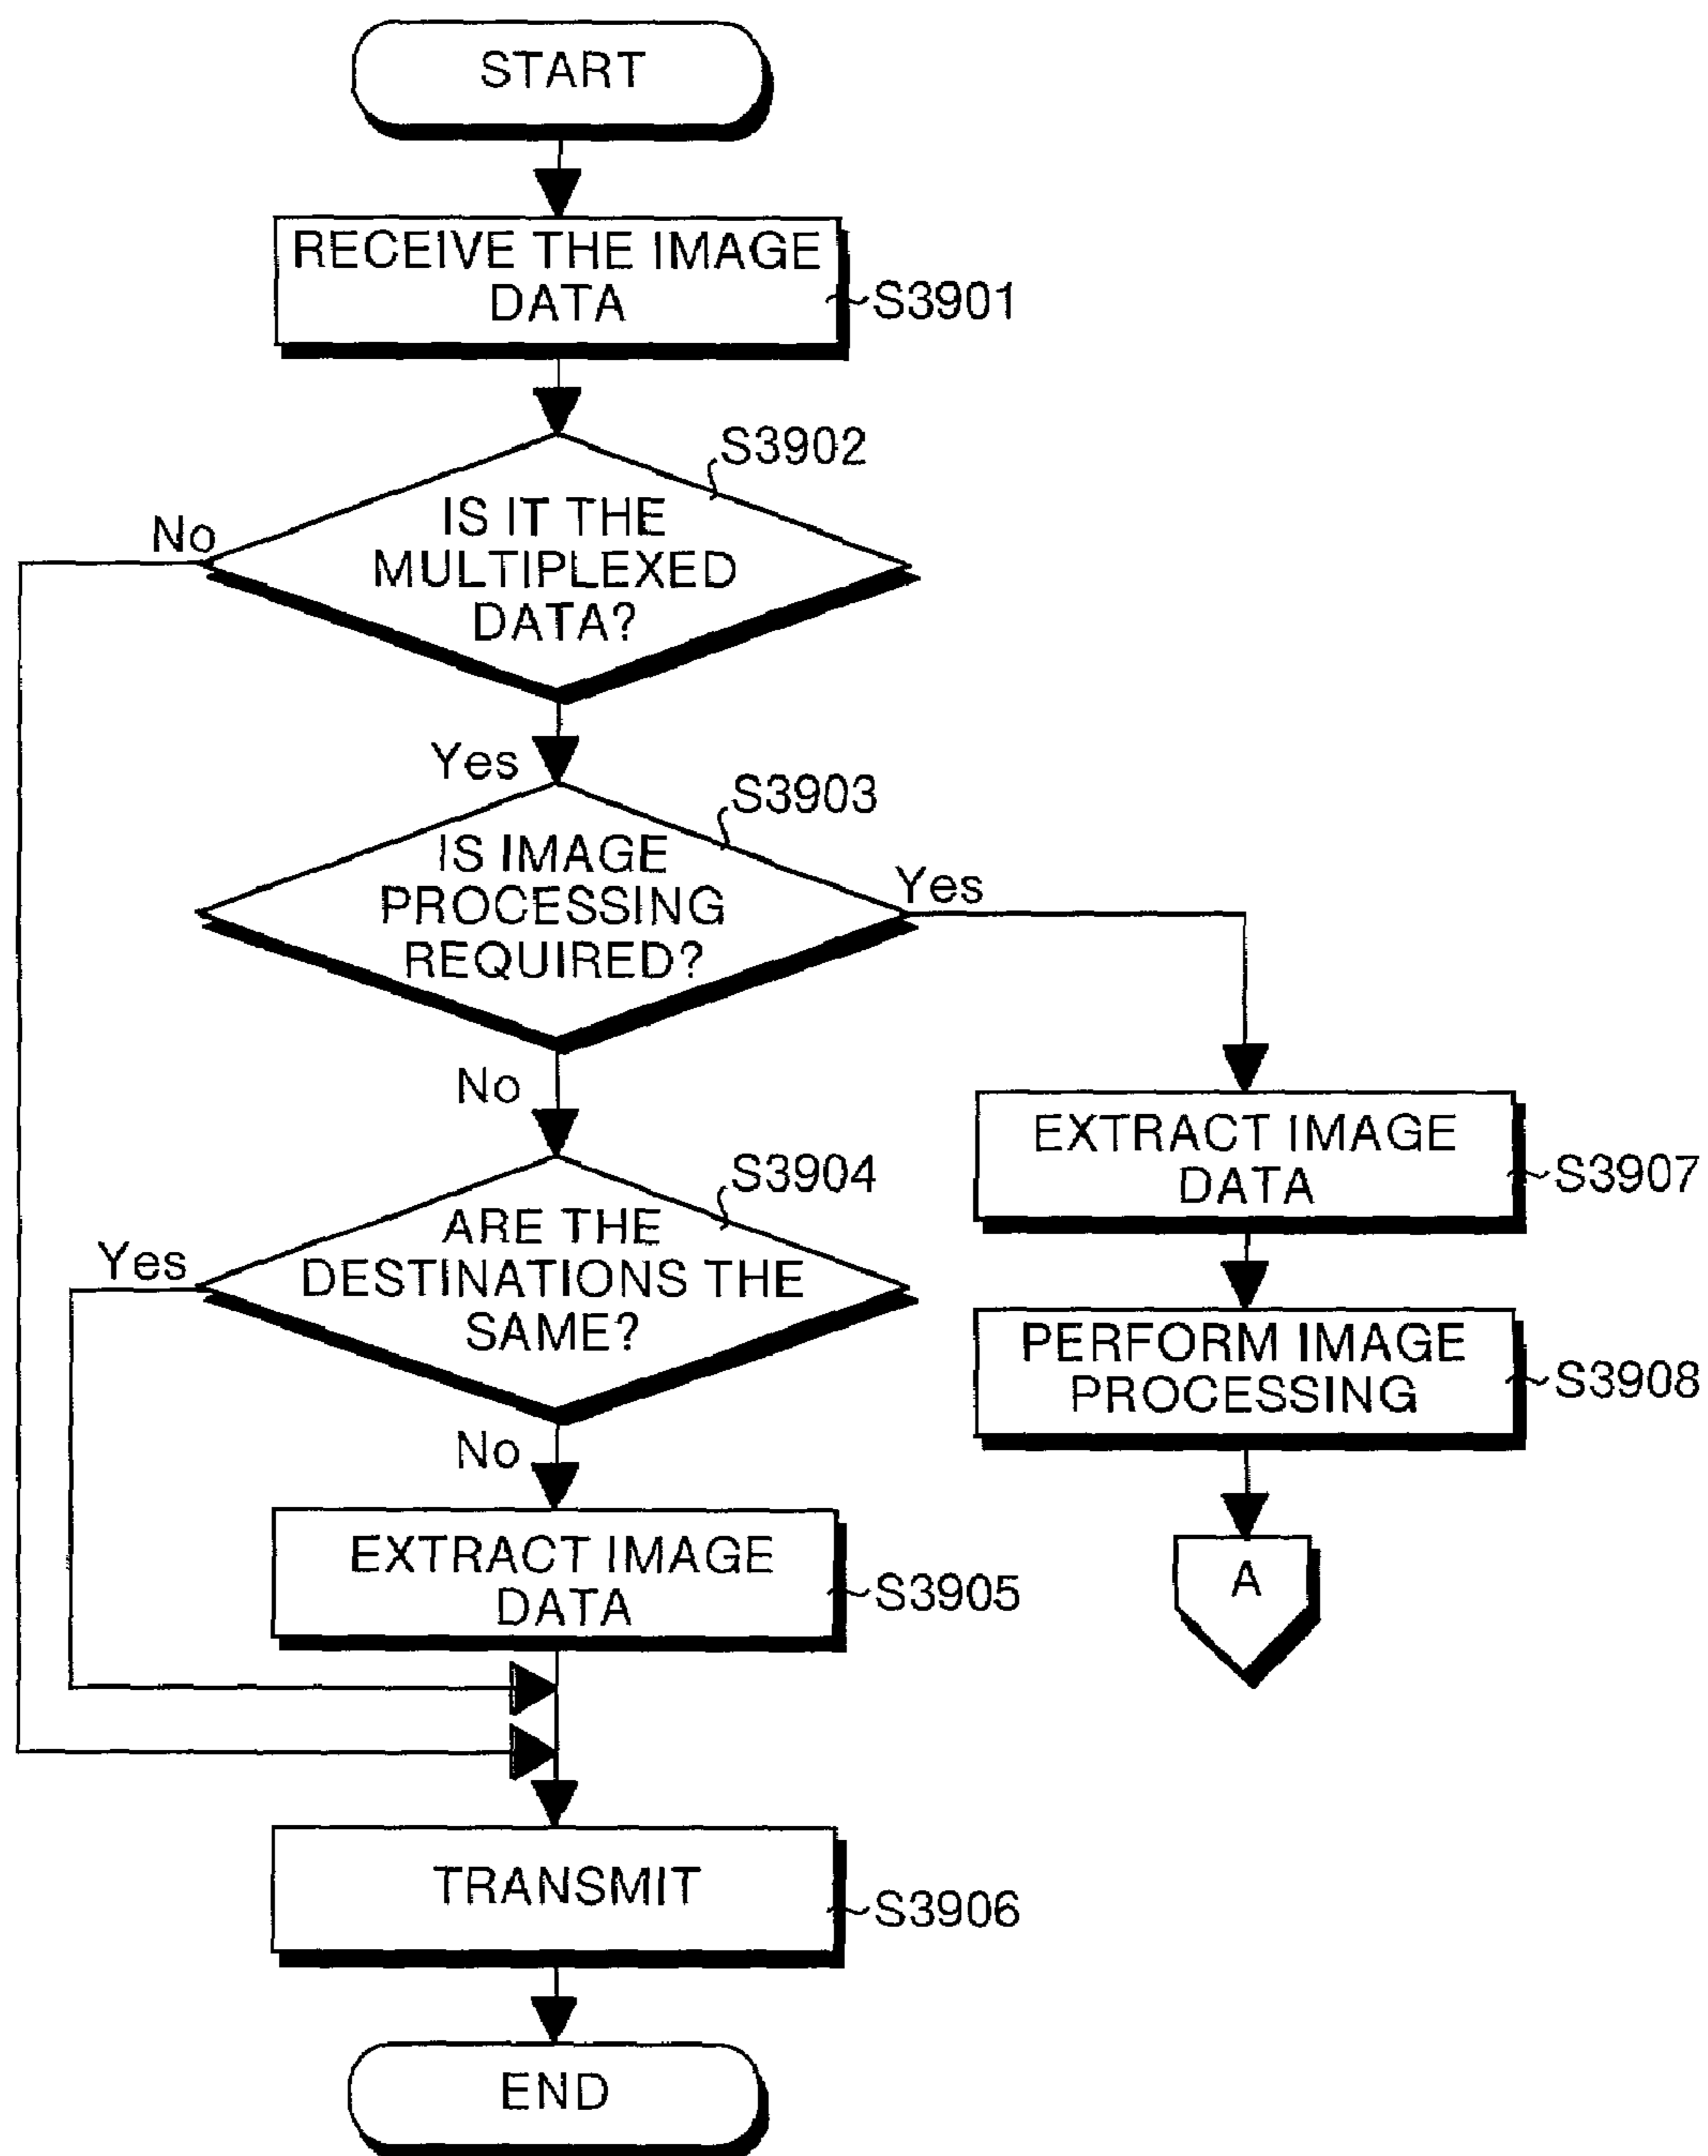 START
RECEIVE THE IMAGE
DATA
S3901
S3902
IS IT THE
MULTIPLEXED
DATA?
No
Yes
S3903
IS IMAGE
PROCESSING
REQUIRED?
Yes
No
S3904
ARE THE
DESTINATIONS THE
SAME?
Yes
No
EXTRACT IMAGE
DATA
S3905
TRANSMIT
S3906
END
EXTRACT IMAGE
DATA
S3907
PERFORM IMAGE
PROCESSING
S3908
A